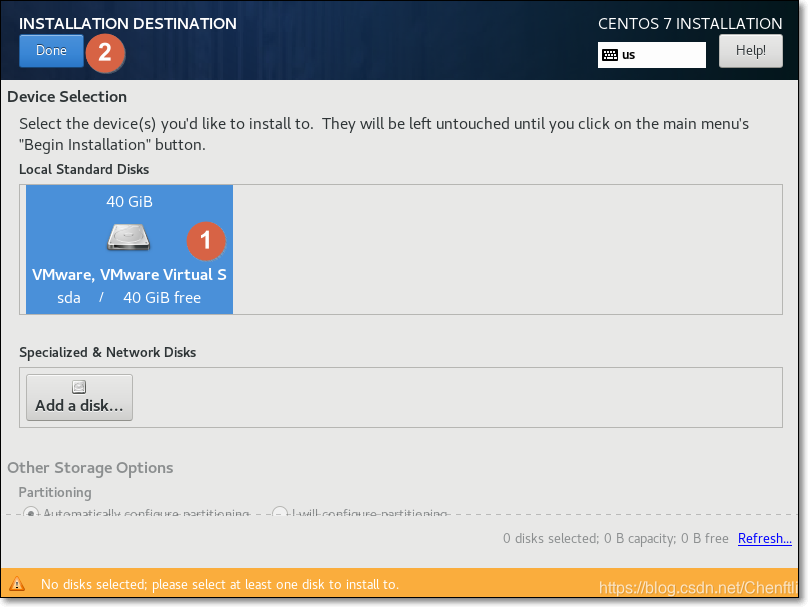 INSTALLATION DESTINATION
CENTOS 7 INSTALLATION
Done
2
us
Help!
Device Selection
Select the device(s) you'd like to install to.  They will be left untouched until you click on the main menu's
"Begin Installation" button.
Local Standard Disks
40 GiB
1
VMware, VMware Virtual S
sda / 40 GiB free
Specialized & Network Disks
Add a disk...
Other Storage Options
Partitioning
Automatically configure partitioning. I will configure partitioning.
0 disks selected; 0 B capacity; 0 B free Refresh...
No disks selected; please select at least one disk to install to.
https://blog.csdn.net/Chenftli